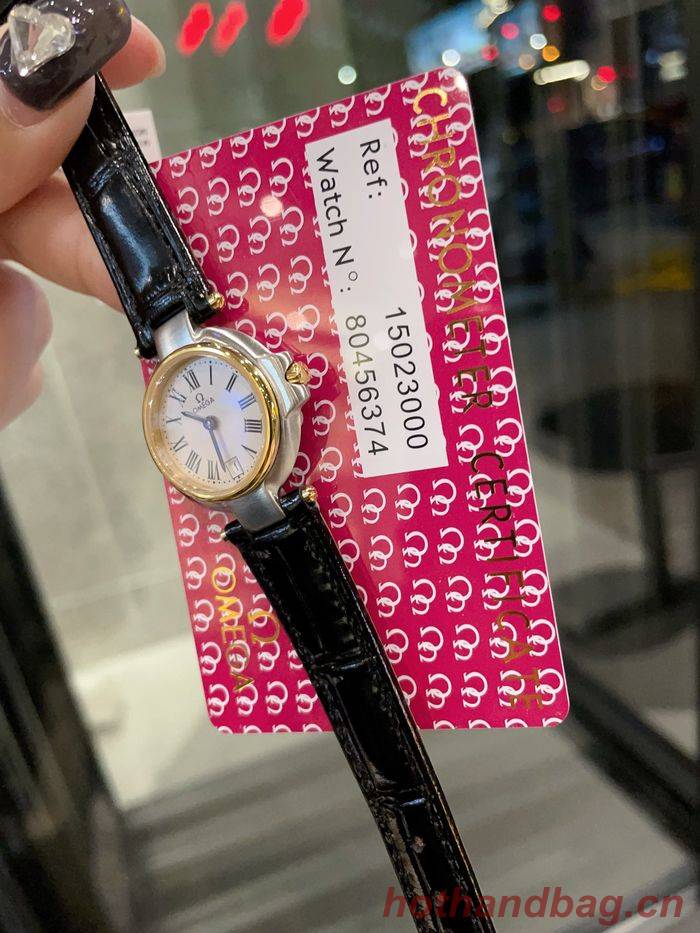 CHRONOMETER CERTIFICATE
Ref: 15023000
Watch N°: 80456374
Ω
OMEGA
Ω
OMEGA
hothandbag.cn